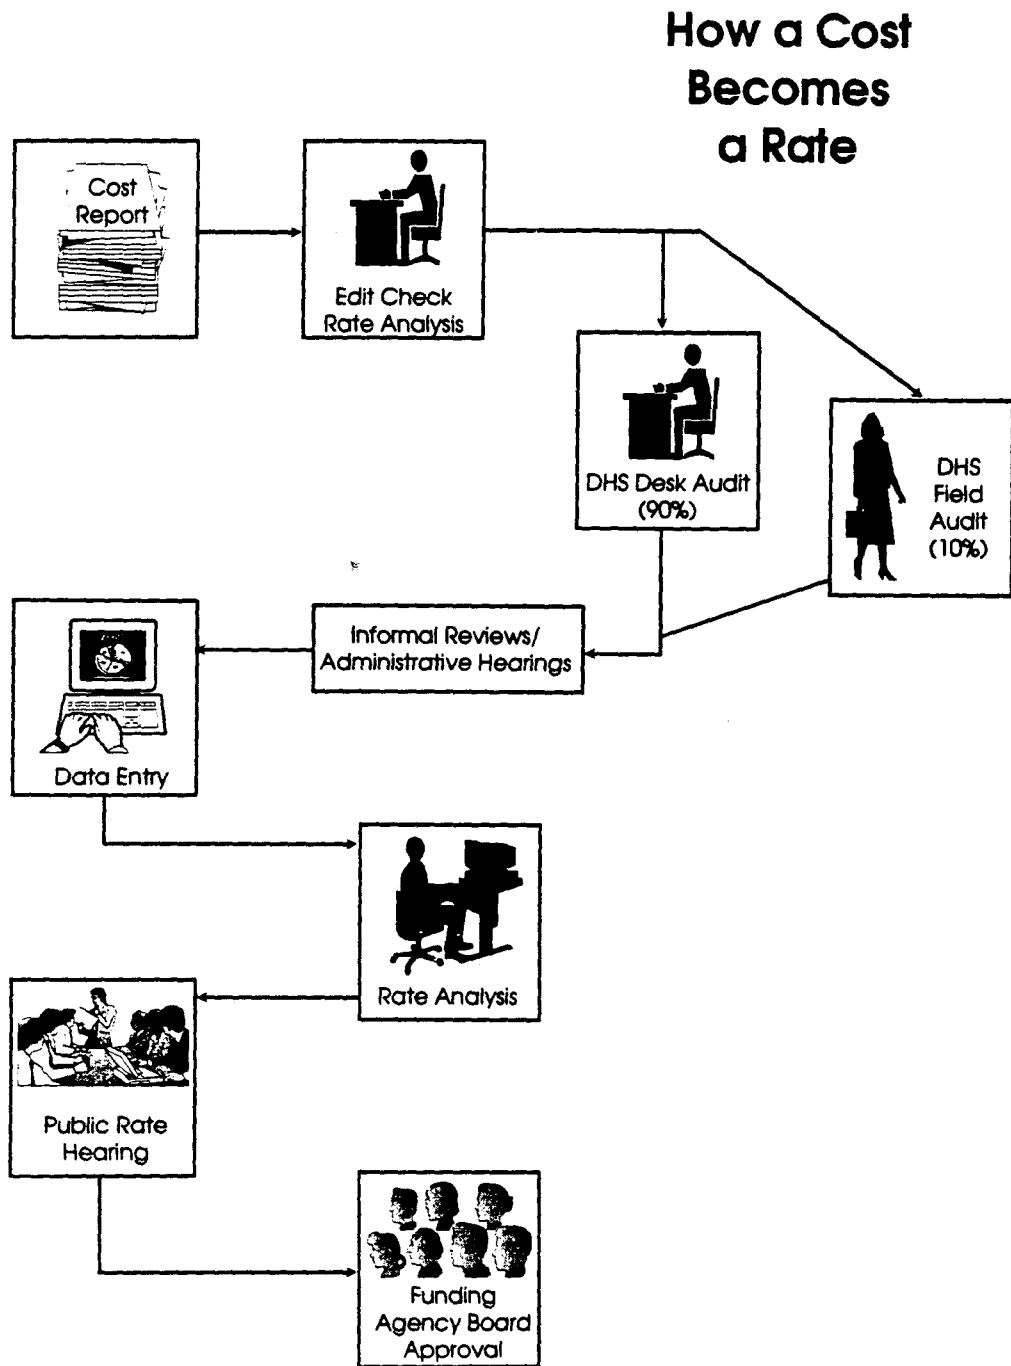 How a Cost
Becomes
a Rate
Cost
Report
Edit Check
Rate Analysis
DHS Desk Audit
(90%)
DHS
Field
Audit
(10%)
Informal Reviews/
Administrative Hearings
Data Entry
Rate Analysis
Public Rate
Hearing
Funding
Agency Board
Approval